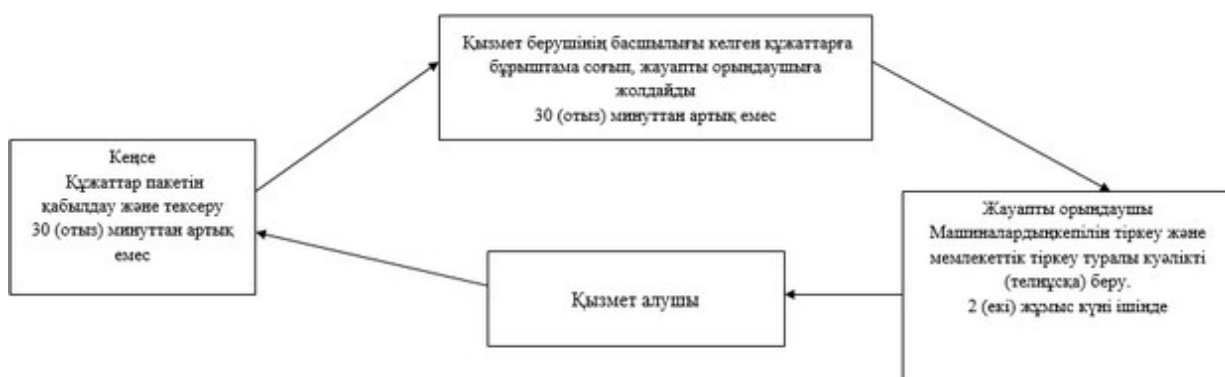 Қызмет берушінің басшылығы келген құжаттарға
бұрыштама соғып, жауапты орындаушыға
жолдайды
30 (отыз) минуттан артық емес
Кеңсе
Құжаттар пакетін
қабылдау және тексеру
30 (отыз) минуттан артық
емес
Жауапты орындаушы
Машиналардыңкепілін тіркеу және
мемлекеттік тіркеу туралы куәлікті
(телнұсқа) беру.
2 (екі) жұмыс күні ішінде
Қызмет алушы